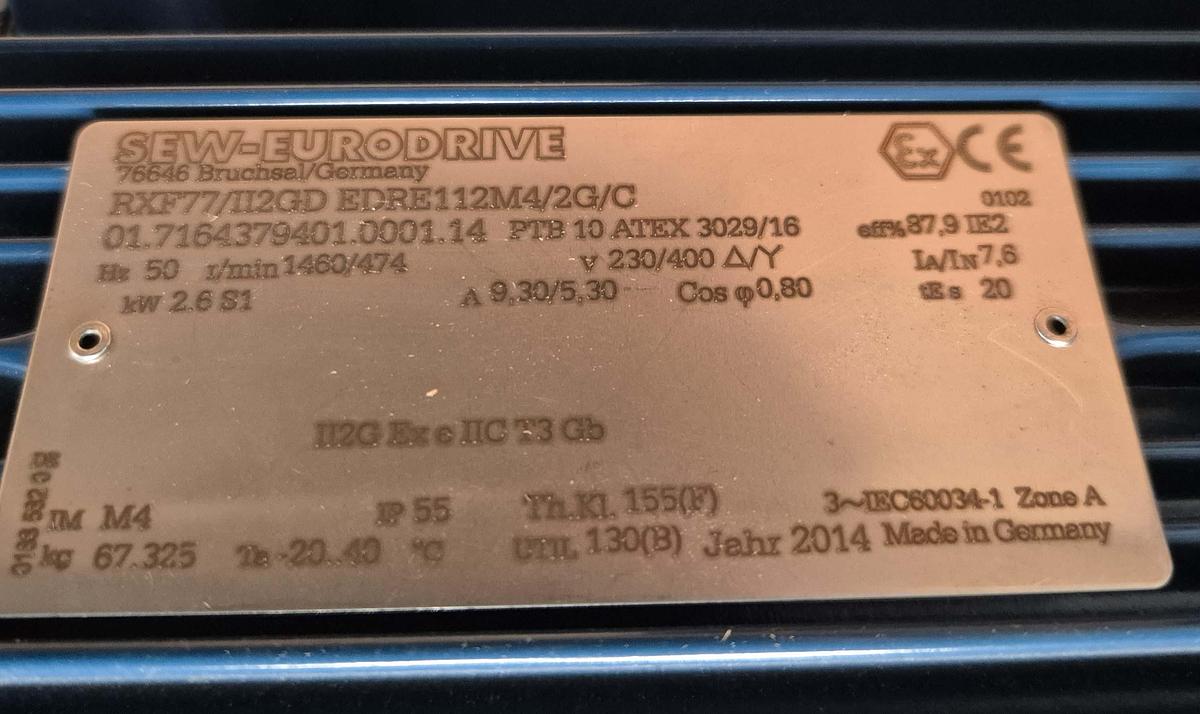 SEW-EURODRIVE Ex CE
76646 Bruchsal/Germany
RXF77/II2GD EDRE112M4/2G/C 0102
01.7164379401.0001.14 PTB 10 ATEX 3029/16 eff% 87,9 IE2
Hz 50 r/min 1460/474 V 230/400 Δ/Y IA/IN 7,6
kW 2.6 S1 A 9,30/5,30 Cos φ 0,80 tE s 20
II2G Ex e IIC T3 Gb
IM M4 IP 55 Th.Kl. 155(F) 3~IEC60034-1 Zone A
kg 67.325 Ta -20..40 °C UTIL 130(B) Jahr 2014 Made in Germany